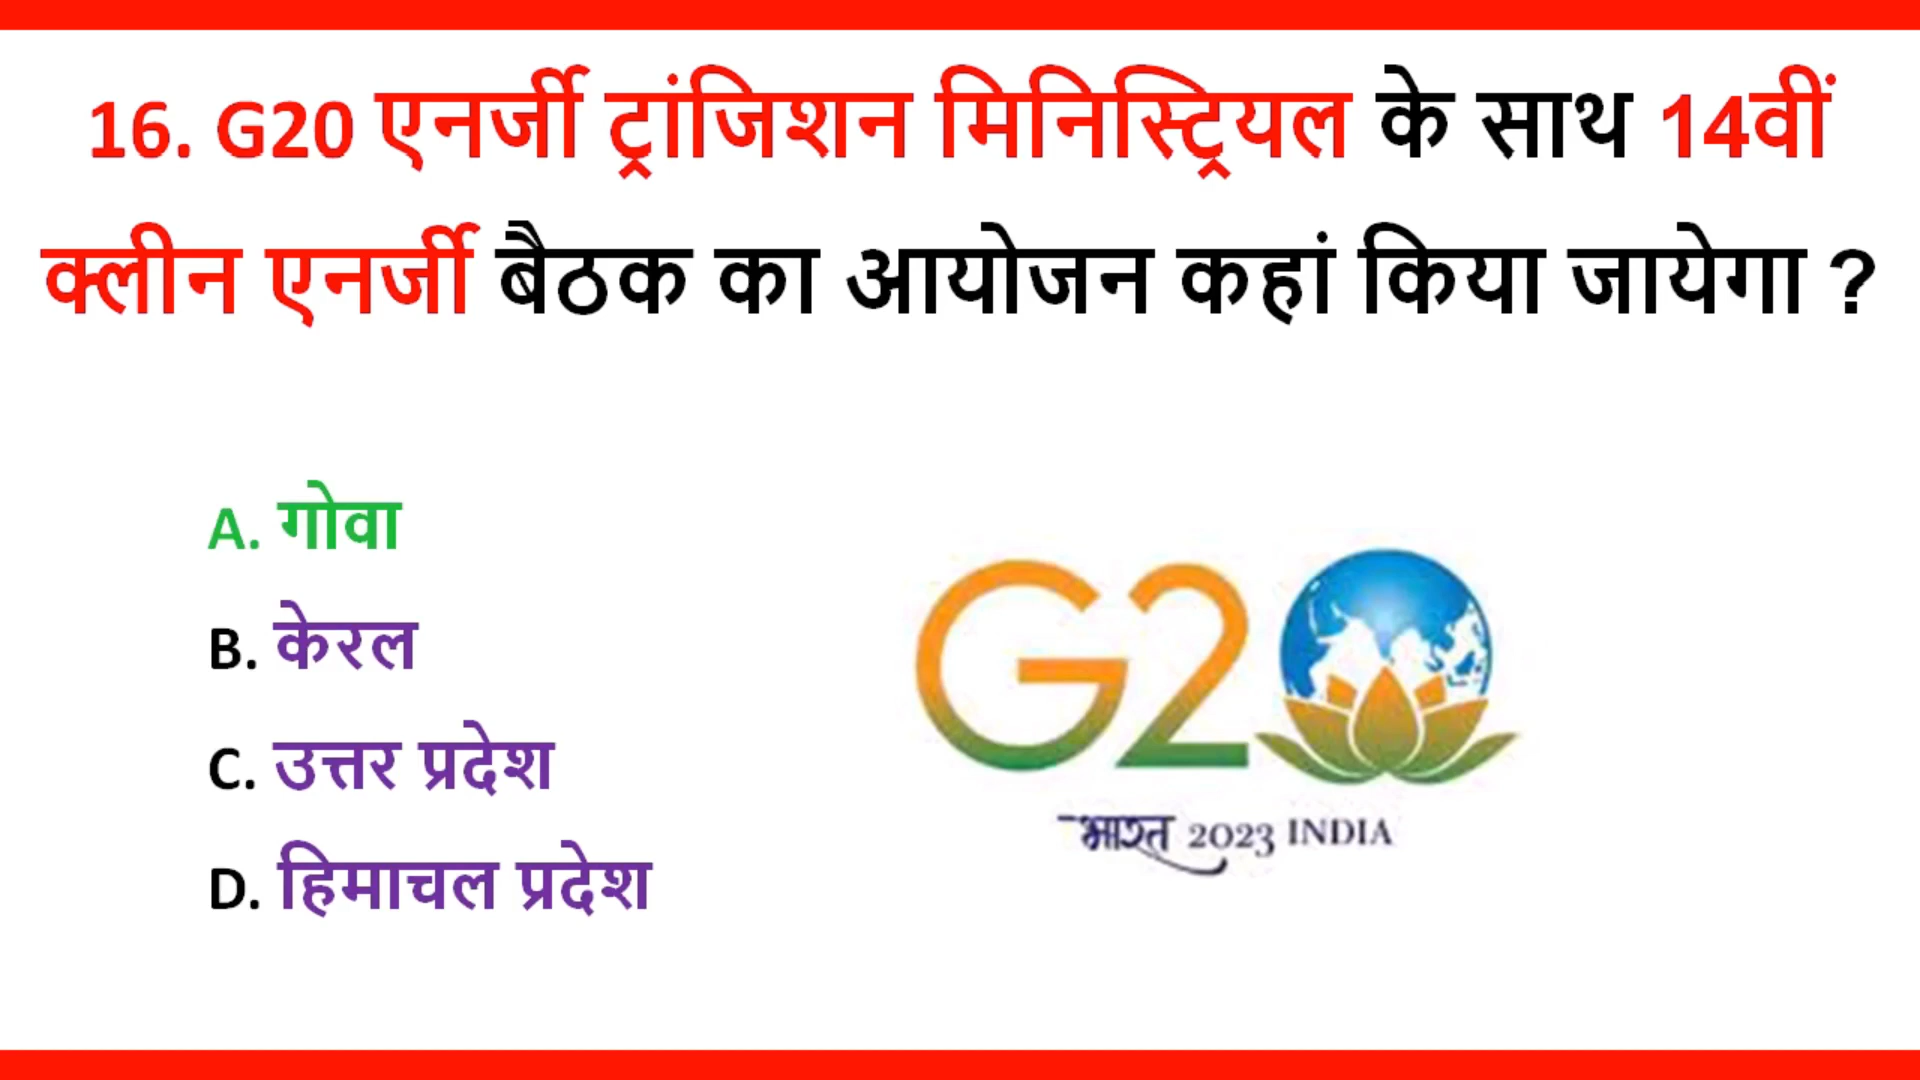 16. G20 एनर्जी ट्रांजिशन मिनिस्ट्रियल के साथ 14वीं
क्लीन एनर्जी बैठक का आयोजन कहां किया जायेगा ?
A. गोवा
B. केरल
C. उत्तर प्रदेश
D. हिमाचल प्रदेश
G20
भारत 2023 INDIA